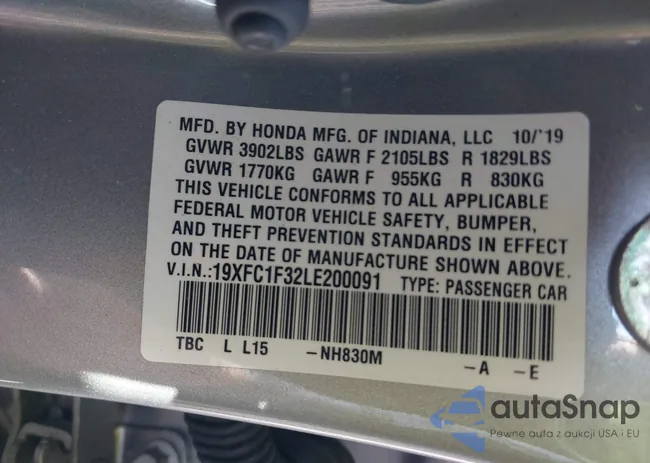 MFD. BY HONDA MFG. OF INDIANA, LLC 10/'19
GVWR 3902LBS GAWR F 2105LBS R 1829LBS
GVWR 1770KG GAWR F 955KG R 830KG
THIS VEHICLE CONFORMS TO ALL APPLICABLE
FEDERAL MOTOR VEHICLE SAFETY, BUMPER,
AND THEFT PREVENTION STANDARDS IN EFFECT
ON THE DATE OF MANUFACTURE SHOWN ABOVE.
V.I.N.:19XFC1F32LE200091 TYPE: PASSENGER CAR
TBC L L15 -NH830M -A -E
autaSnap
Pewne auta z aukcji USA i EU